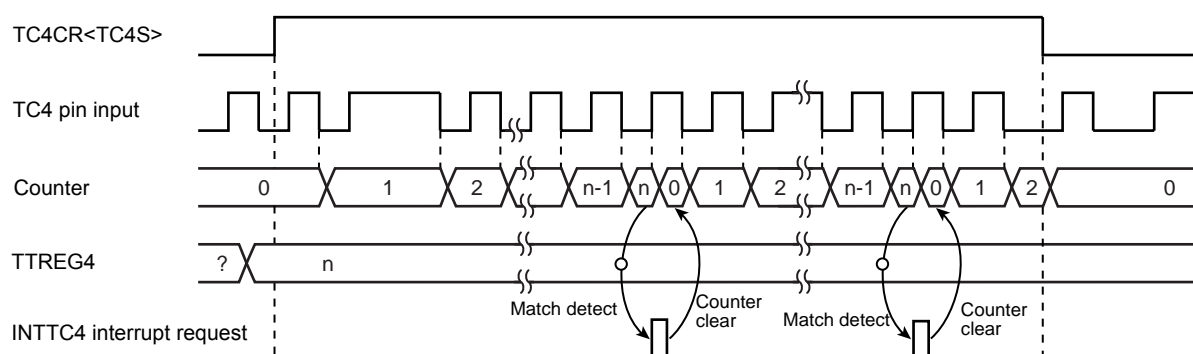 TC4CR<TC4S>
TC4 pin input
Counter
0 1 2 n-1 n 0 1 2 n-1 n 0 1 2 0
TTREG4
? n
Match detect Counter clear Match detect Counter clear
INTTC4 interrupt request